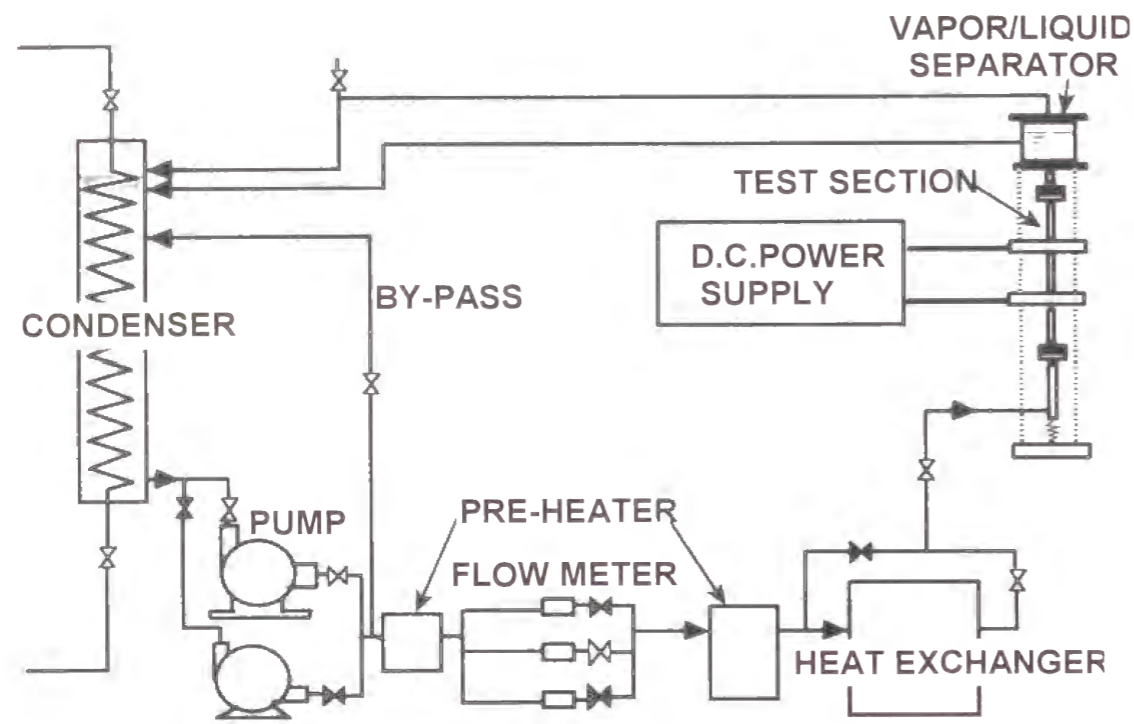 VAPOR/LIQUID
SEPARATOR
TEST SECTION
D.C.POWER
SUPPLY
BY-PASS
CONDENSER
PUMP
PRE-HEATER
FLOW METER
HEAT EXCHANGER